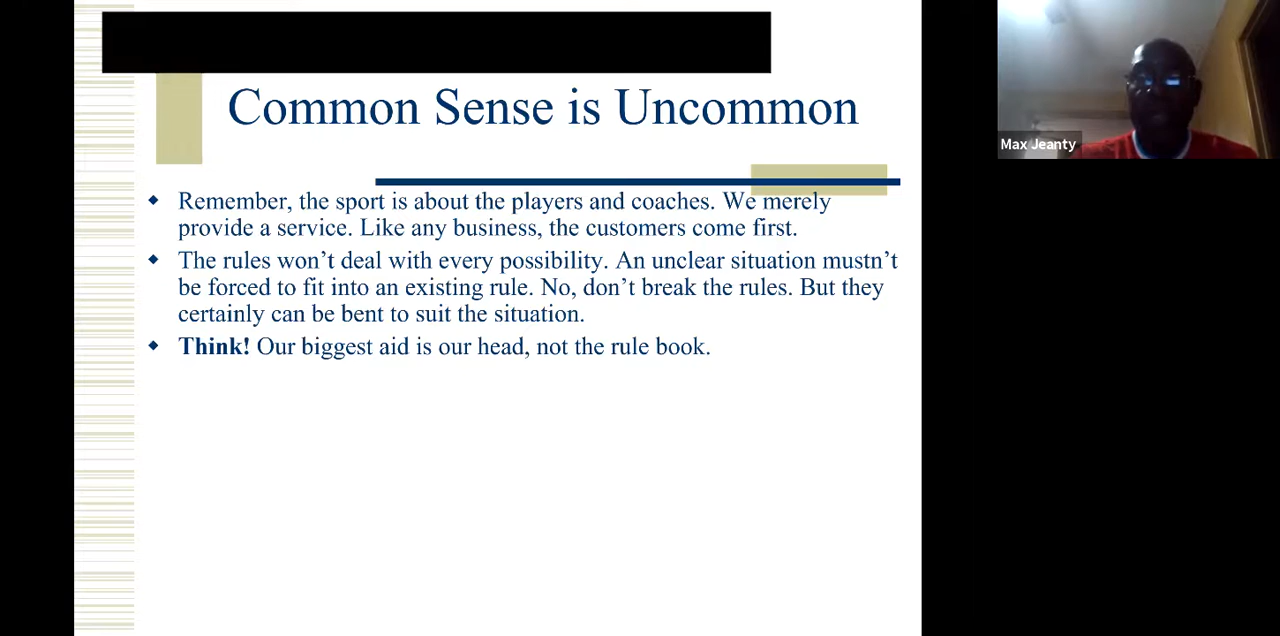 Common Sense is Uncommon
Remember, the sport is about the players and coaches. We merely
provide a service. Like any business, the customers come first.
The rules won’t deal with every possibility. An unclear situation mustn’t
be forced to fit into an existing rule. No, don’t break the rules. But they
certainly can be bent to suit the situation.
Think! Our biggest aid is our head, not the rule book.
Max Jeanty